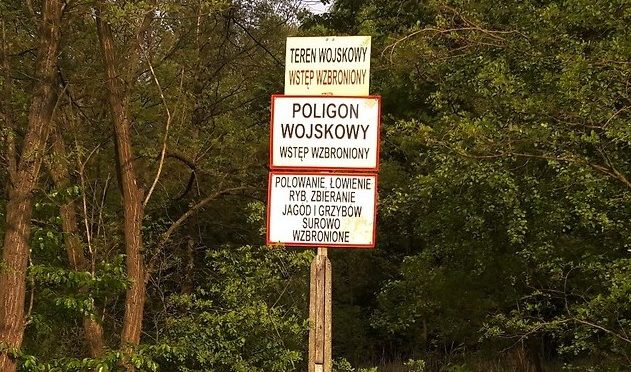 TEREN WOJSKOWY
WSTĘP WZBRONIONY
POLIGON
WOJSKOWY
WSTĘP WZBRONIONY
POLOWANIE, ŁOWIENIE
RYB, ZBIERANIE
JAGÓD I GRZYBÓW
SUROWO
WZBRONIONE